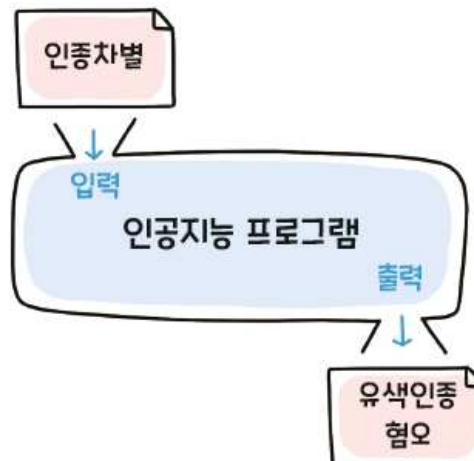 인종차별
입력
인공지능 프로그램
출력
유색인종
혐오